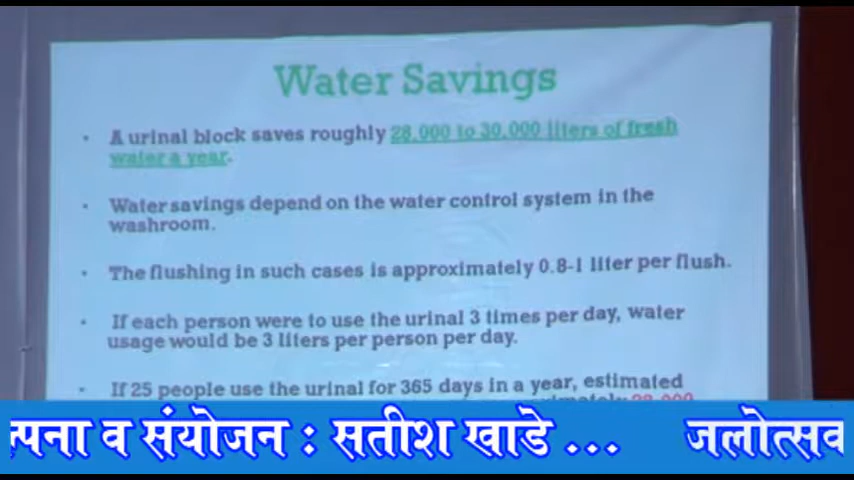 Water Savings
• A urinal block saves roughly 28,000 to 30,000 liters of fresh
water a year.
• Water savings depend on the water control system in the
washroom.
• The flushing in such cases is approximately 0.8-1 liter per flush.
• If each person were to use the urinal 3 times per day, water
usage would be 3 liters per person per day.
• If 25 people use the urinal for 365 days in a year, estimated
ल्पना व संयोजन : सतीश खाडे ... जलोत्सव